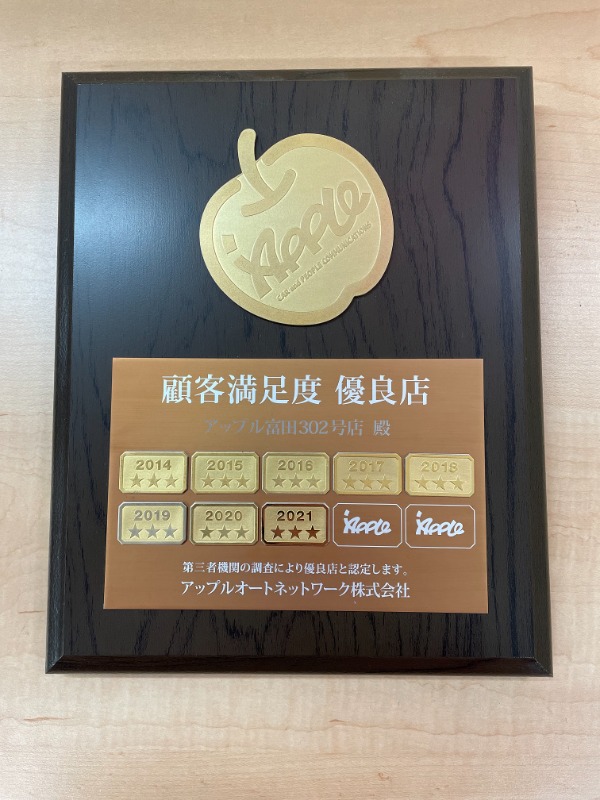 Apple
CAR and PEOPLE COMMUNICATIONS
顧客満足度 優良店
アップル富田302号店 殿
2014 2015 2016 2017 2018
★★★ ★★★ ★★★ ★★★ ★★★
2019 2020 2021 Apple Apple
★★★ ★★★ ★★★
第三者機関の調査により優良店と認定します。
アップルオートネットワーク株式会社